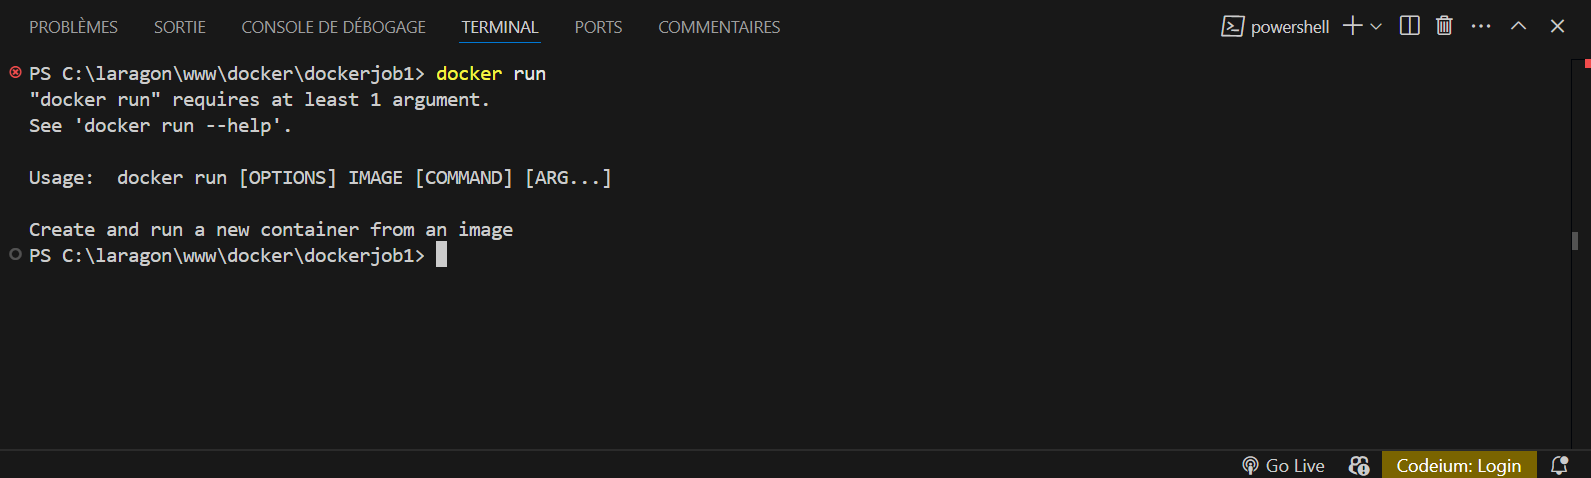 PROBLÈMES SORTIE CONSOLE DE DÉBOGAGE TERMINAL PORTS COMMENTAIRES powershell
PS C:\laragon\www\docker\dockerjob1> docker run
"docker run" requires at least 1 argument.
See 'docker run --help'.
Usage:  docker run [OPTIONS] IMAGE [COMMAND] [ARG...]
Create and run a new container from an image
PS C:\laragon\www\docker\dockerjob1>
Go Live Codeium: Login